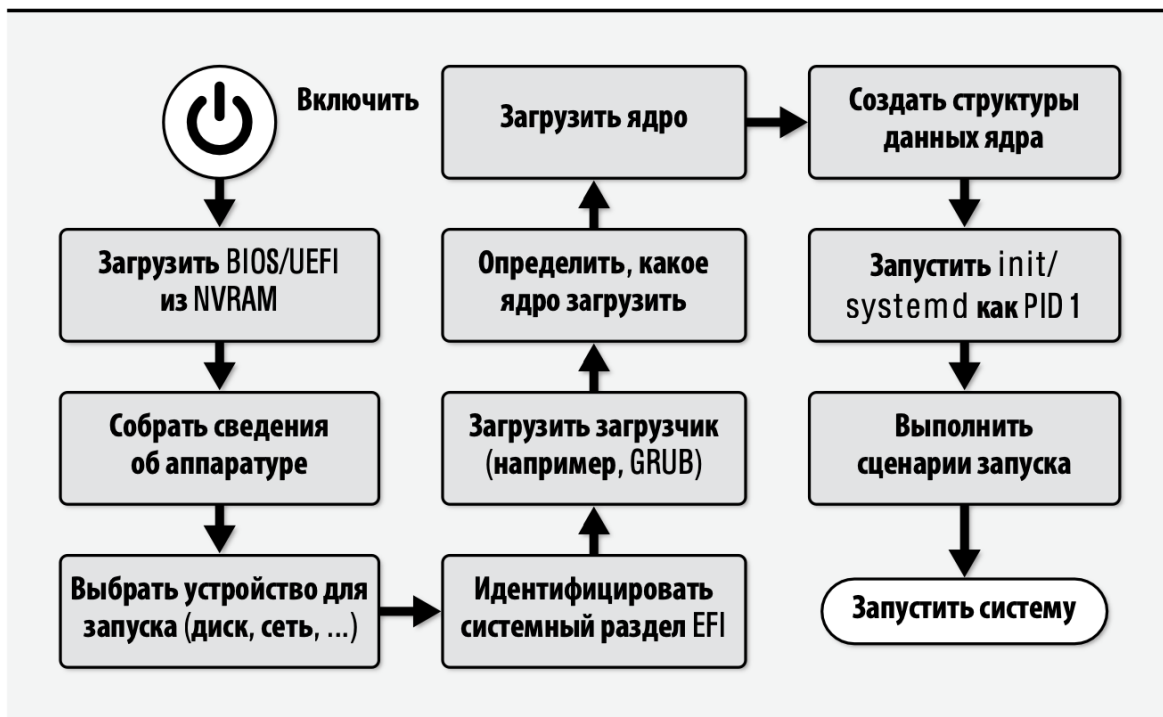 Включить
Загрузить BIOS/UEFI
из NVRAM
Собрать сведения
об аппаратуре
Выбрать устройство для
запуска (диск, сеть, ...)
Идентифицировать
системный раздел EFI
Загрузить загрузчик
(например, GRUB)
Определить, какое
ядро загрузить
Загрузить ядро
Создать структуры
данных ядра
Запустить init/
systemd как PID 1
Выполнить
сценарии запуска
Запустить систему